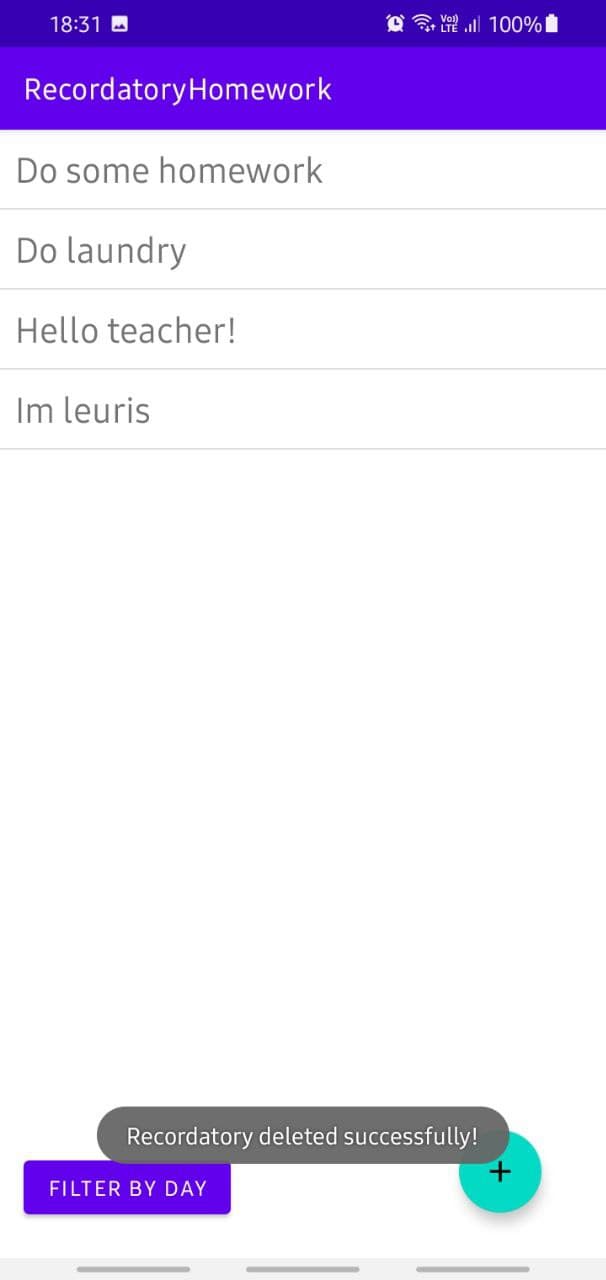 18:31 Vo) LTE 100%
RecordatoryHomework
Do some homework
Do laundry
Hello teacher!
Im leuris
Recordatory deleted successfully!
FILTER BY DAY
+